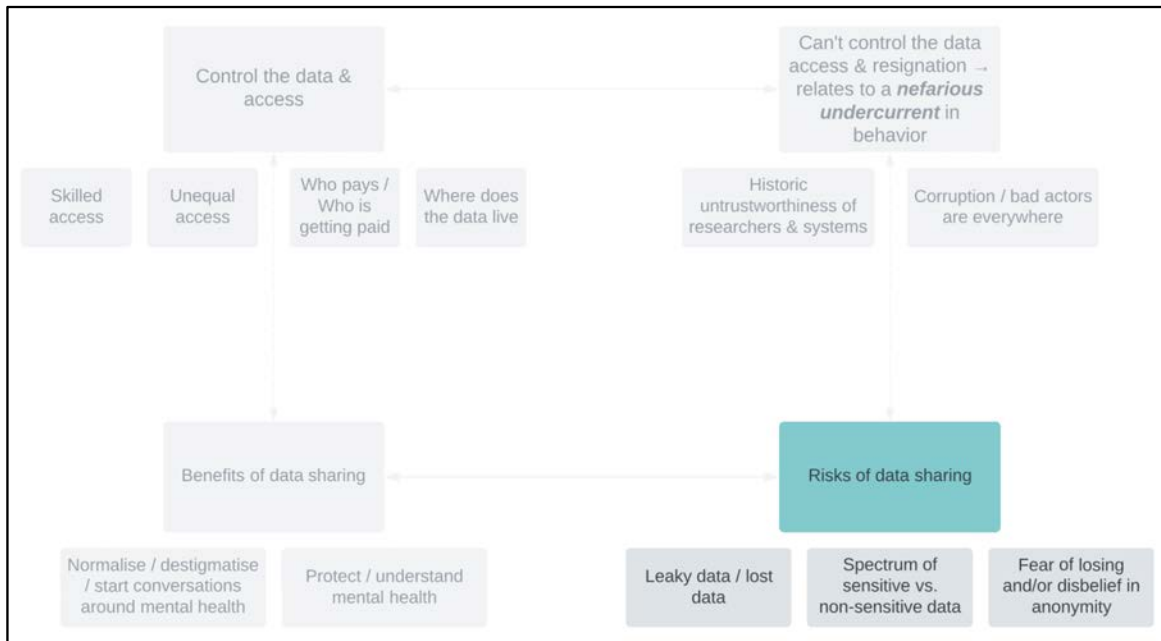 Control the data &
access
Can't control the data
access & resignation →
relates to a nefarious
undercurrent in
behavior
Skilled
access
Unequal
access
Who pays /
Who is
getting paid
Where does
the data live
Historic
untrustworthiness of
researchers & systems
Corruption / bad actors
are everywhere
Benefits of data sharing
Risks of data sharing
Normalise / destigmatise
/ start conversations
around mental health
Protect / understand
mental health
Leaky data / lost
data
Spectrum of
sensitive vs.
non-sensitive data
Fear of losing
and/or disbelief in
anonymity